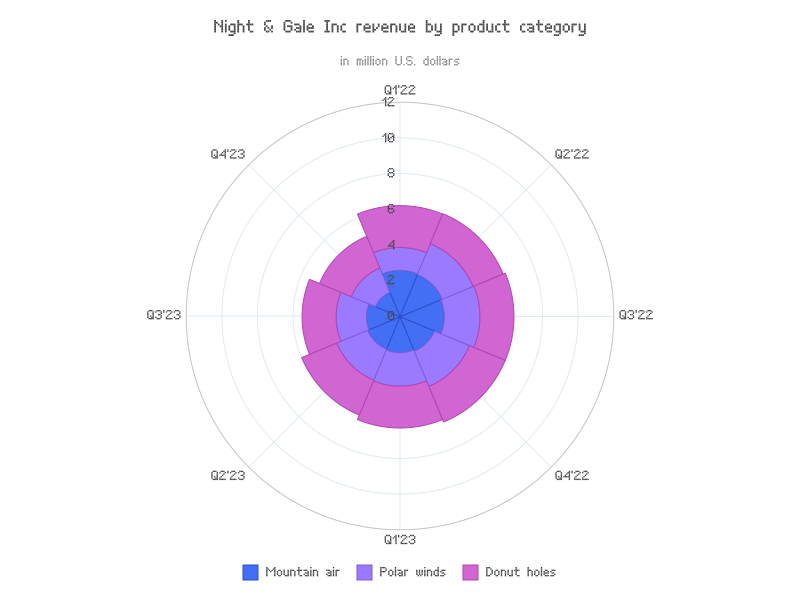 Night & Gale Inc revenue by product category
in million U.S. dollars
Q1'22
12
10
Q4'23
Q2'22
8
6
4
2
Q3'23
0
Q3'22
Q2'23
Q4'22
Q1'23
Mountain air
Polar winds
Donut holes